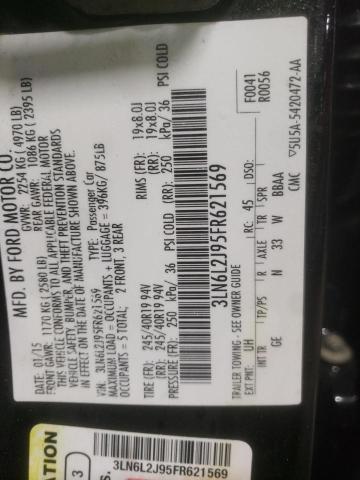 MFD. BY FORD MOTOR CO.
DATE: 01/15 GVWR: 2254 KG ( 4970 LB)
FRONT GAWR: 1170 KG ( 2580 LB) REAR GAWR: 1086 KG ( 2395 LB)
THIS VEHICLE CONFORMS TO ALL APPLICABLE FEDERAL MOTOR VEHICLE SAFETY, BUMPER, AND THEFT PREVENTION STANDARDS IN EFFECT ON THE DATE OF MANUFACTURE SHOWN ABOVE.
VIN: 3LN6L2J95FR621569 TYPE: Passenger Car
MAXIMUM LOAD = OCCUPANTS + LUGGAGE = 396KG/ 875LB
OCCUPANTS = 5 TOTAL: 2 FRONT, 3 REAR
TIRE (FR): 245/40R19 94V RIMS (FR): 19x8.0J
(RR): 245/40R19 94V (RR): 19x8.0J
PRESSURE (FR): 250 kPa/ 36 PSI COLD (RR): 250 kPa/ 36 PSI COLD
3LN6L2J95FR621569
F0041
R0056
TRAILER TOWING - SEE OWNER GUIDE
EXT PNT: UH RC: 45 DSO:
INT TR TP/PS R AXLE TR SPR
GE N 33 W BBAA
CMC ▽5U5A-5420472-AA
ATION
3
S.
3LN6L2J95FR621569